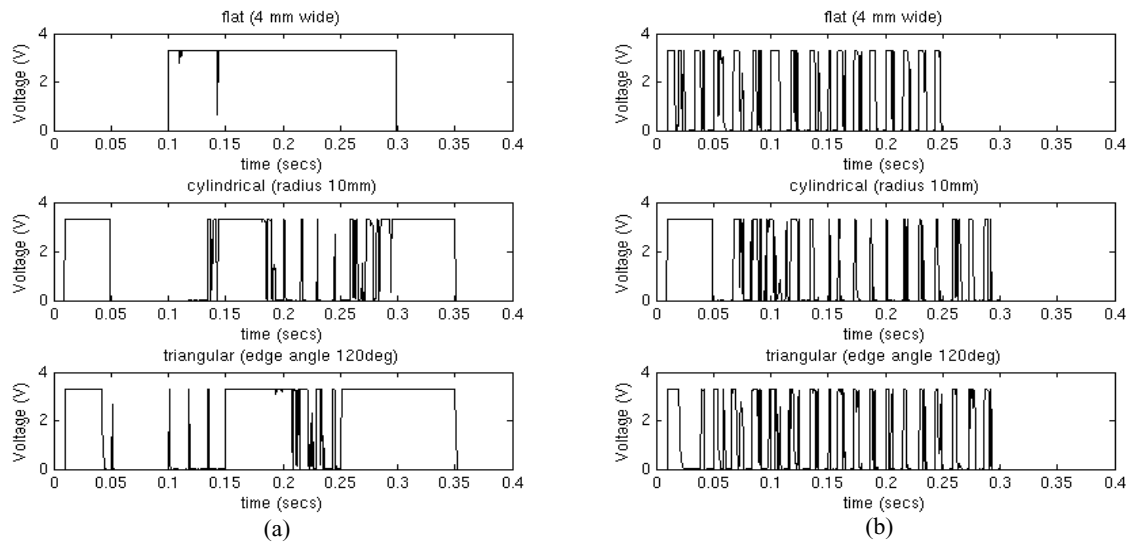 flat (4 mm wide)
Voltage (V)
4
2
0
0 0.05 0.1 0.15 0.2 0.25 0.3 0.35 0.4
time (secs)
cylindrical (radius 10mm)
Voltage (V)
4
2
0
0 0.05 0.1 0.15 0.2 0.25 0.3 0.35 0.4
time (secs)
triangular (edge angle 120deg)
Voltage (V)
4
2
0
0 0.05 0.1 0.15 0.2 0.25 0.3 0.35 0.4
time (secs)
(a)
flat (4 mm wide)
Voltage (V)
4
2
0
0 0.05 0.1 0.15 0.2 0.25 0.3 0.35 0.4
time (secs)
cylindrical (radius 10mm)
Voltage (V)
4
2
0
0 0.05 0.1 0.15 0.2 0.25 0.3 0.35 0.4
time (secs)
triangular (edge angle 120deg)
Voltage (V)
4
2
0
0 0.05 0.1 0.15 0.2 0.25 0.3 0.35 0.4
time (secs)
(b)